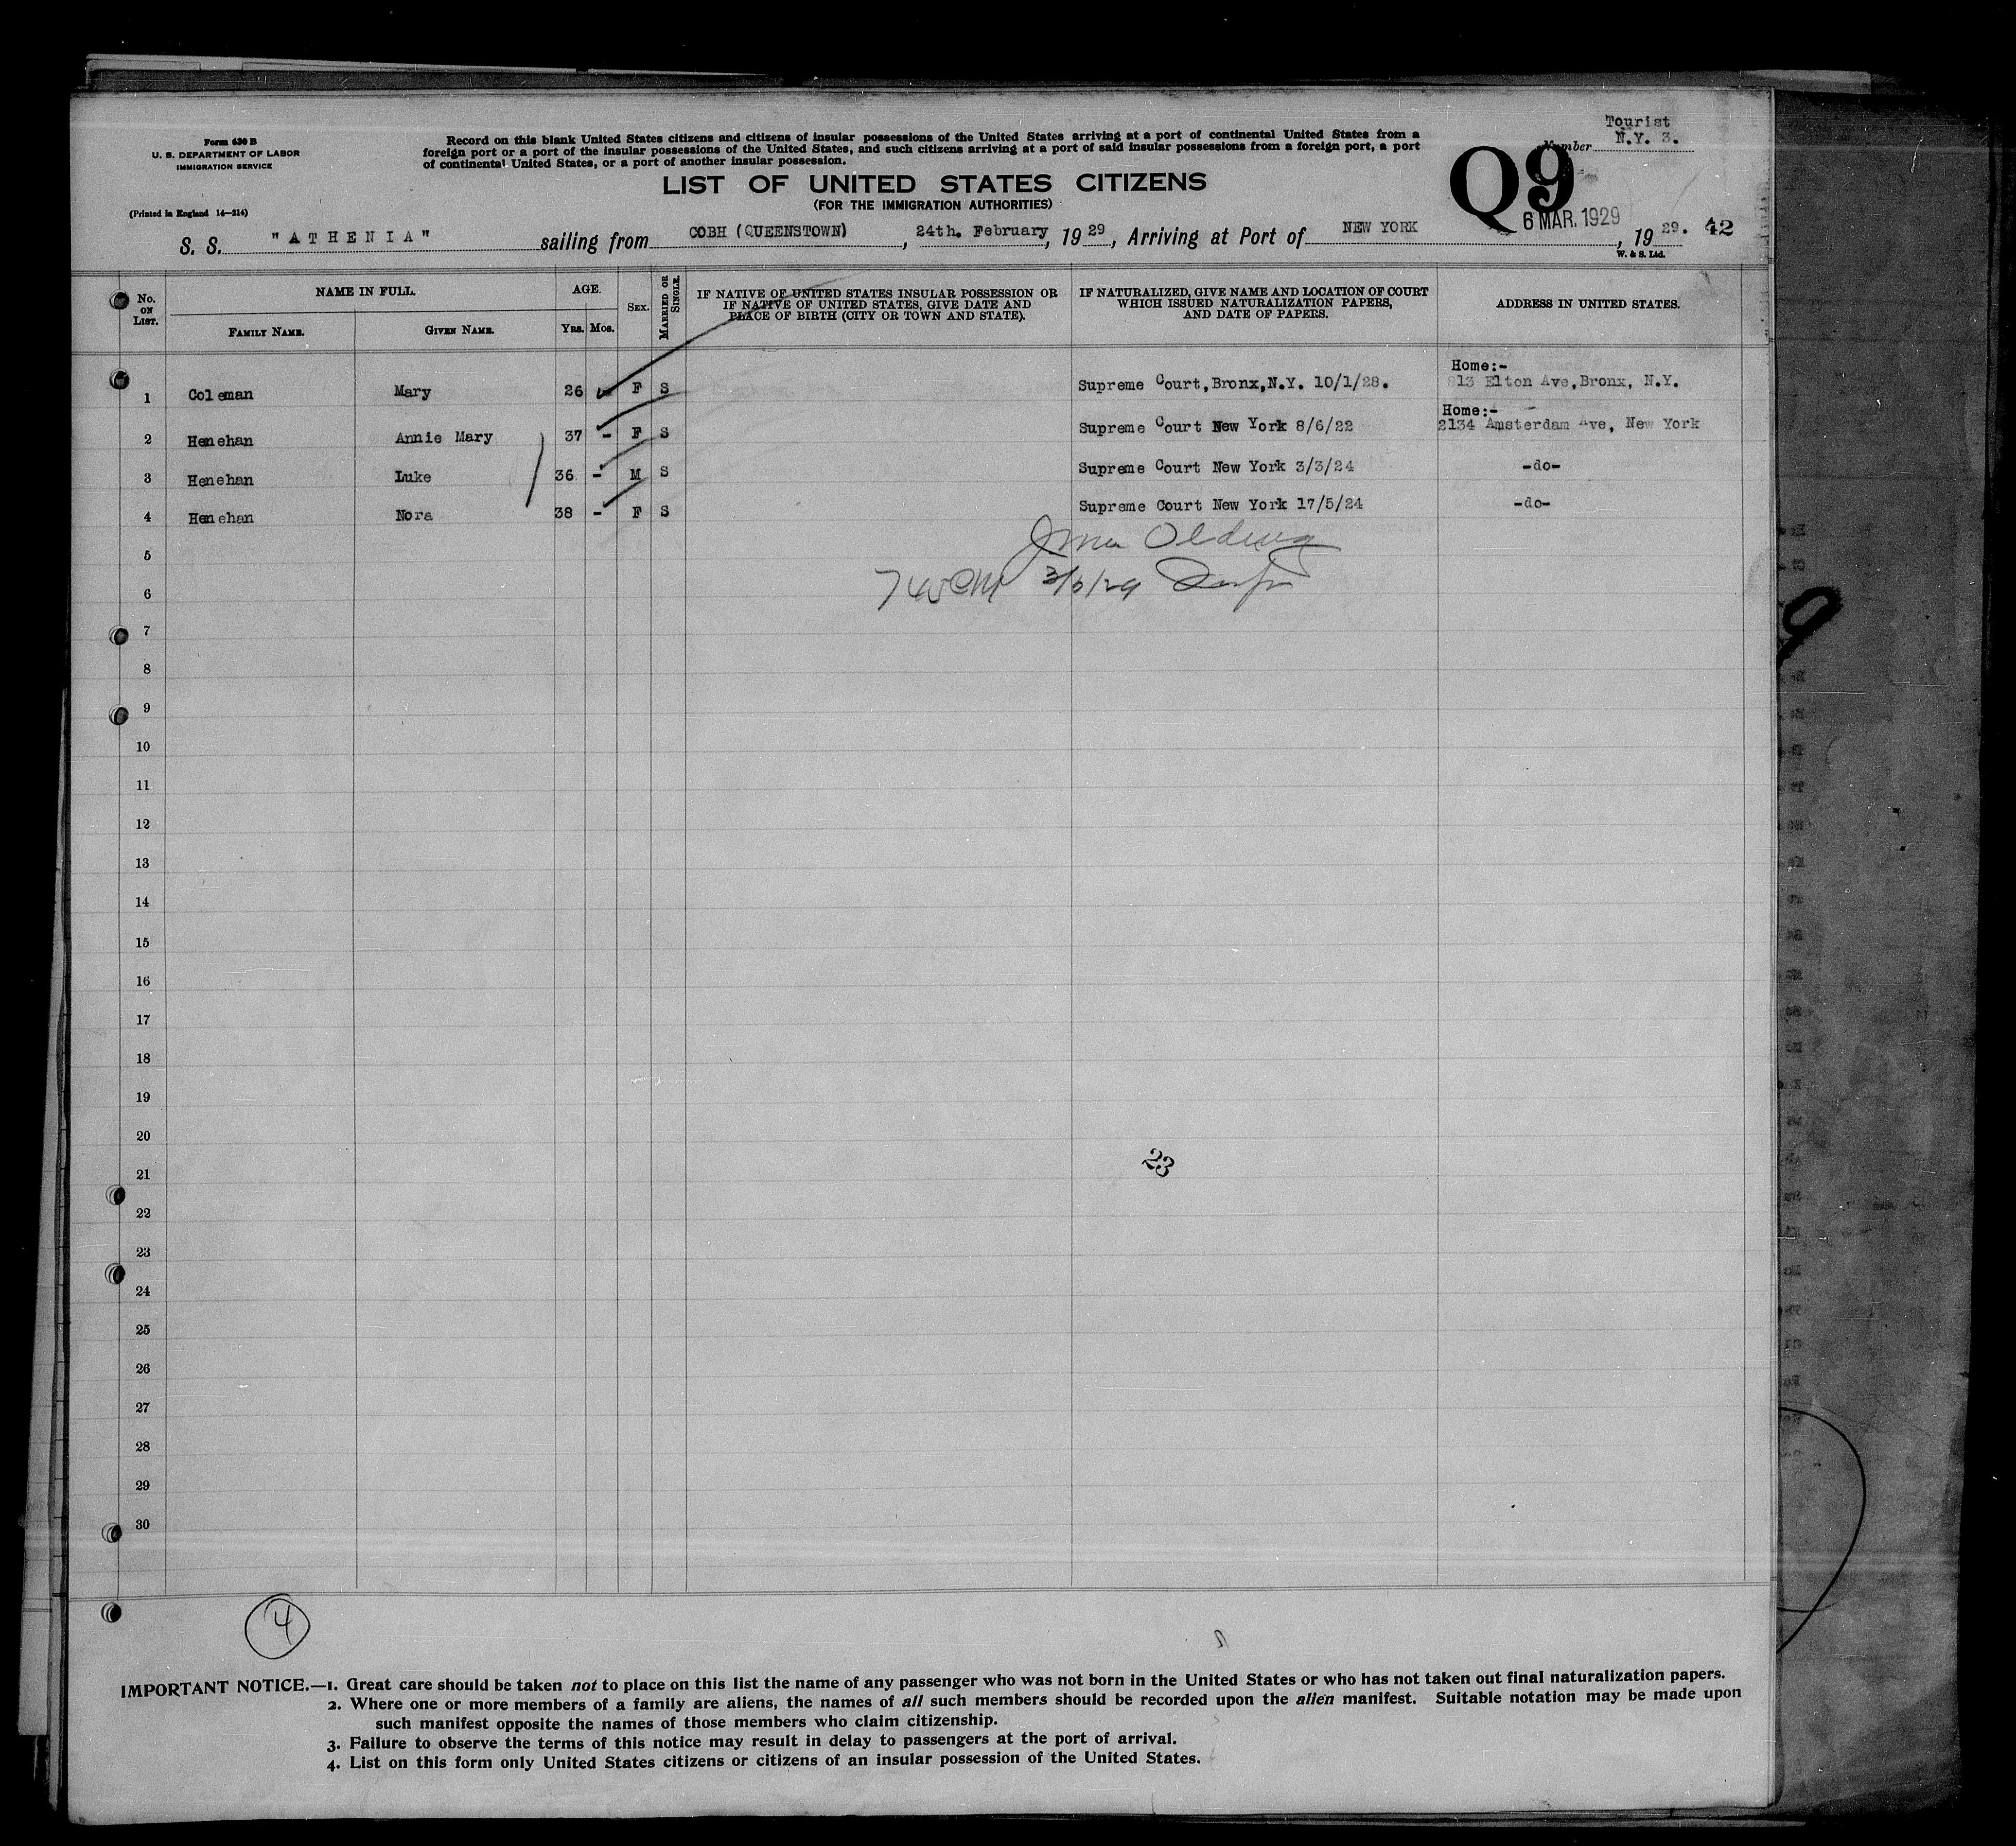 Tourist
Form 630 B
U. S. DEPARTMENT OF LABOR
IMMIGRATION SERVICE
(Printed in England 14—214)
Record on this blank United States citizens and citizens of insular possessions of the United States arriving at a port of continental United States from a
foreign port or a port of the insular possessions of the United States, and such citizens arriving at a port of said insular possessions from a foreign port, a port
of continental United States, or a port of another insular possession.
Number N.Y. 3.
Q9
LIST OF UNITED STATES CITIZENS
(FOR THE IMMIGRATION AUTHORITIES)
6 MAR. 1929
S. S. "ATHENIA" sailing from COBH (QUEENSTOWN), 24th. February, 1929, Arriving at Port of NEW YORK, 1929. 42
W. & S. Ltd.
No. ON LIST. NAME IN FULL. FAMILY NAME. GIVEN NAME. AGE. YRS. MOS. SEX. MARRIED OR SINGLE. IF NATIVE OF UNITED STATES INSULAR POSSESSION OR IF NATIVE OF UNITED STATES, GIVE DATE AND PLACE OF BIRTH (CITY OR TOWN AND STATE). IF NATURALIZED, GIVE NAME AND LOCATION OF COURT WHICH ISSUED NATURALIZATION PAPERS, AND DATE OF PAPERS. ADDRESS IN UNITED STATES.
Home:-
1 Coleman Mary 26 - F S Supreme Court, Bronx, N.Y. 10/1/28. 813 Elton Ave, Bronx, N.Y.
Home:-
2 Henehan Annie Mary 37 - F S Supreme Court New York 8/6/22 2134 Amsterdam Ave, New York
3 Henehan Luke 36 - M S Supreme Court New York 3/3/24 -do-
4 Henehan Nora 38 - F S Supreme Court New York 17/5/24 -do-
5
6
7
8
9
10
11
12
13
14
15
16
17
18
19
20
23
21
22
23
24
25
26
27
28
29
30
4
IMPORTANT NOTICE.—1. Great care should be taken not to place on this list the name of any passenger who was not born in the United States or who has not taken out final naturalization papers.
2. Where one or more members of a family are aliens, the names of all such members should be recorded upon the alien manifest. Suitable notation may be made upon
such manifest opposite the names of those members who claim citizenship.
3. Failure to observe the terms of this notice may result in delay to passengers at the port of arrival.
4. List on this form only United States citizens or citizens of an insular possession of the United States.